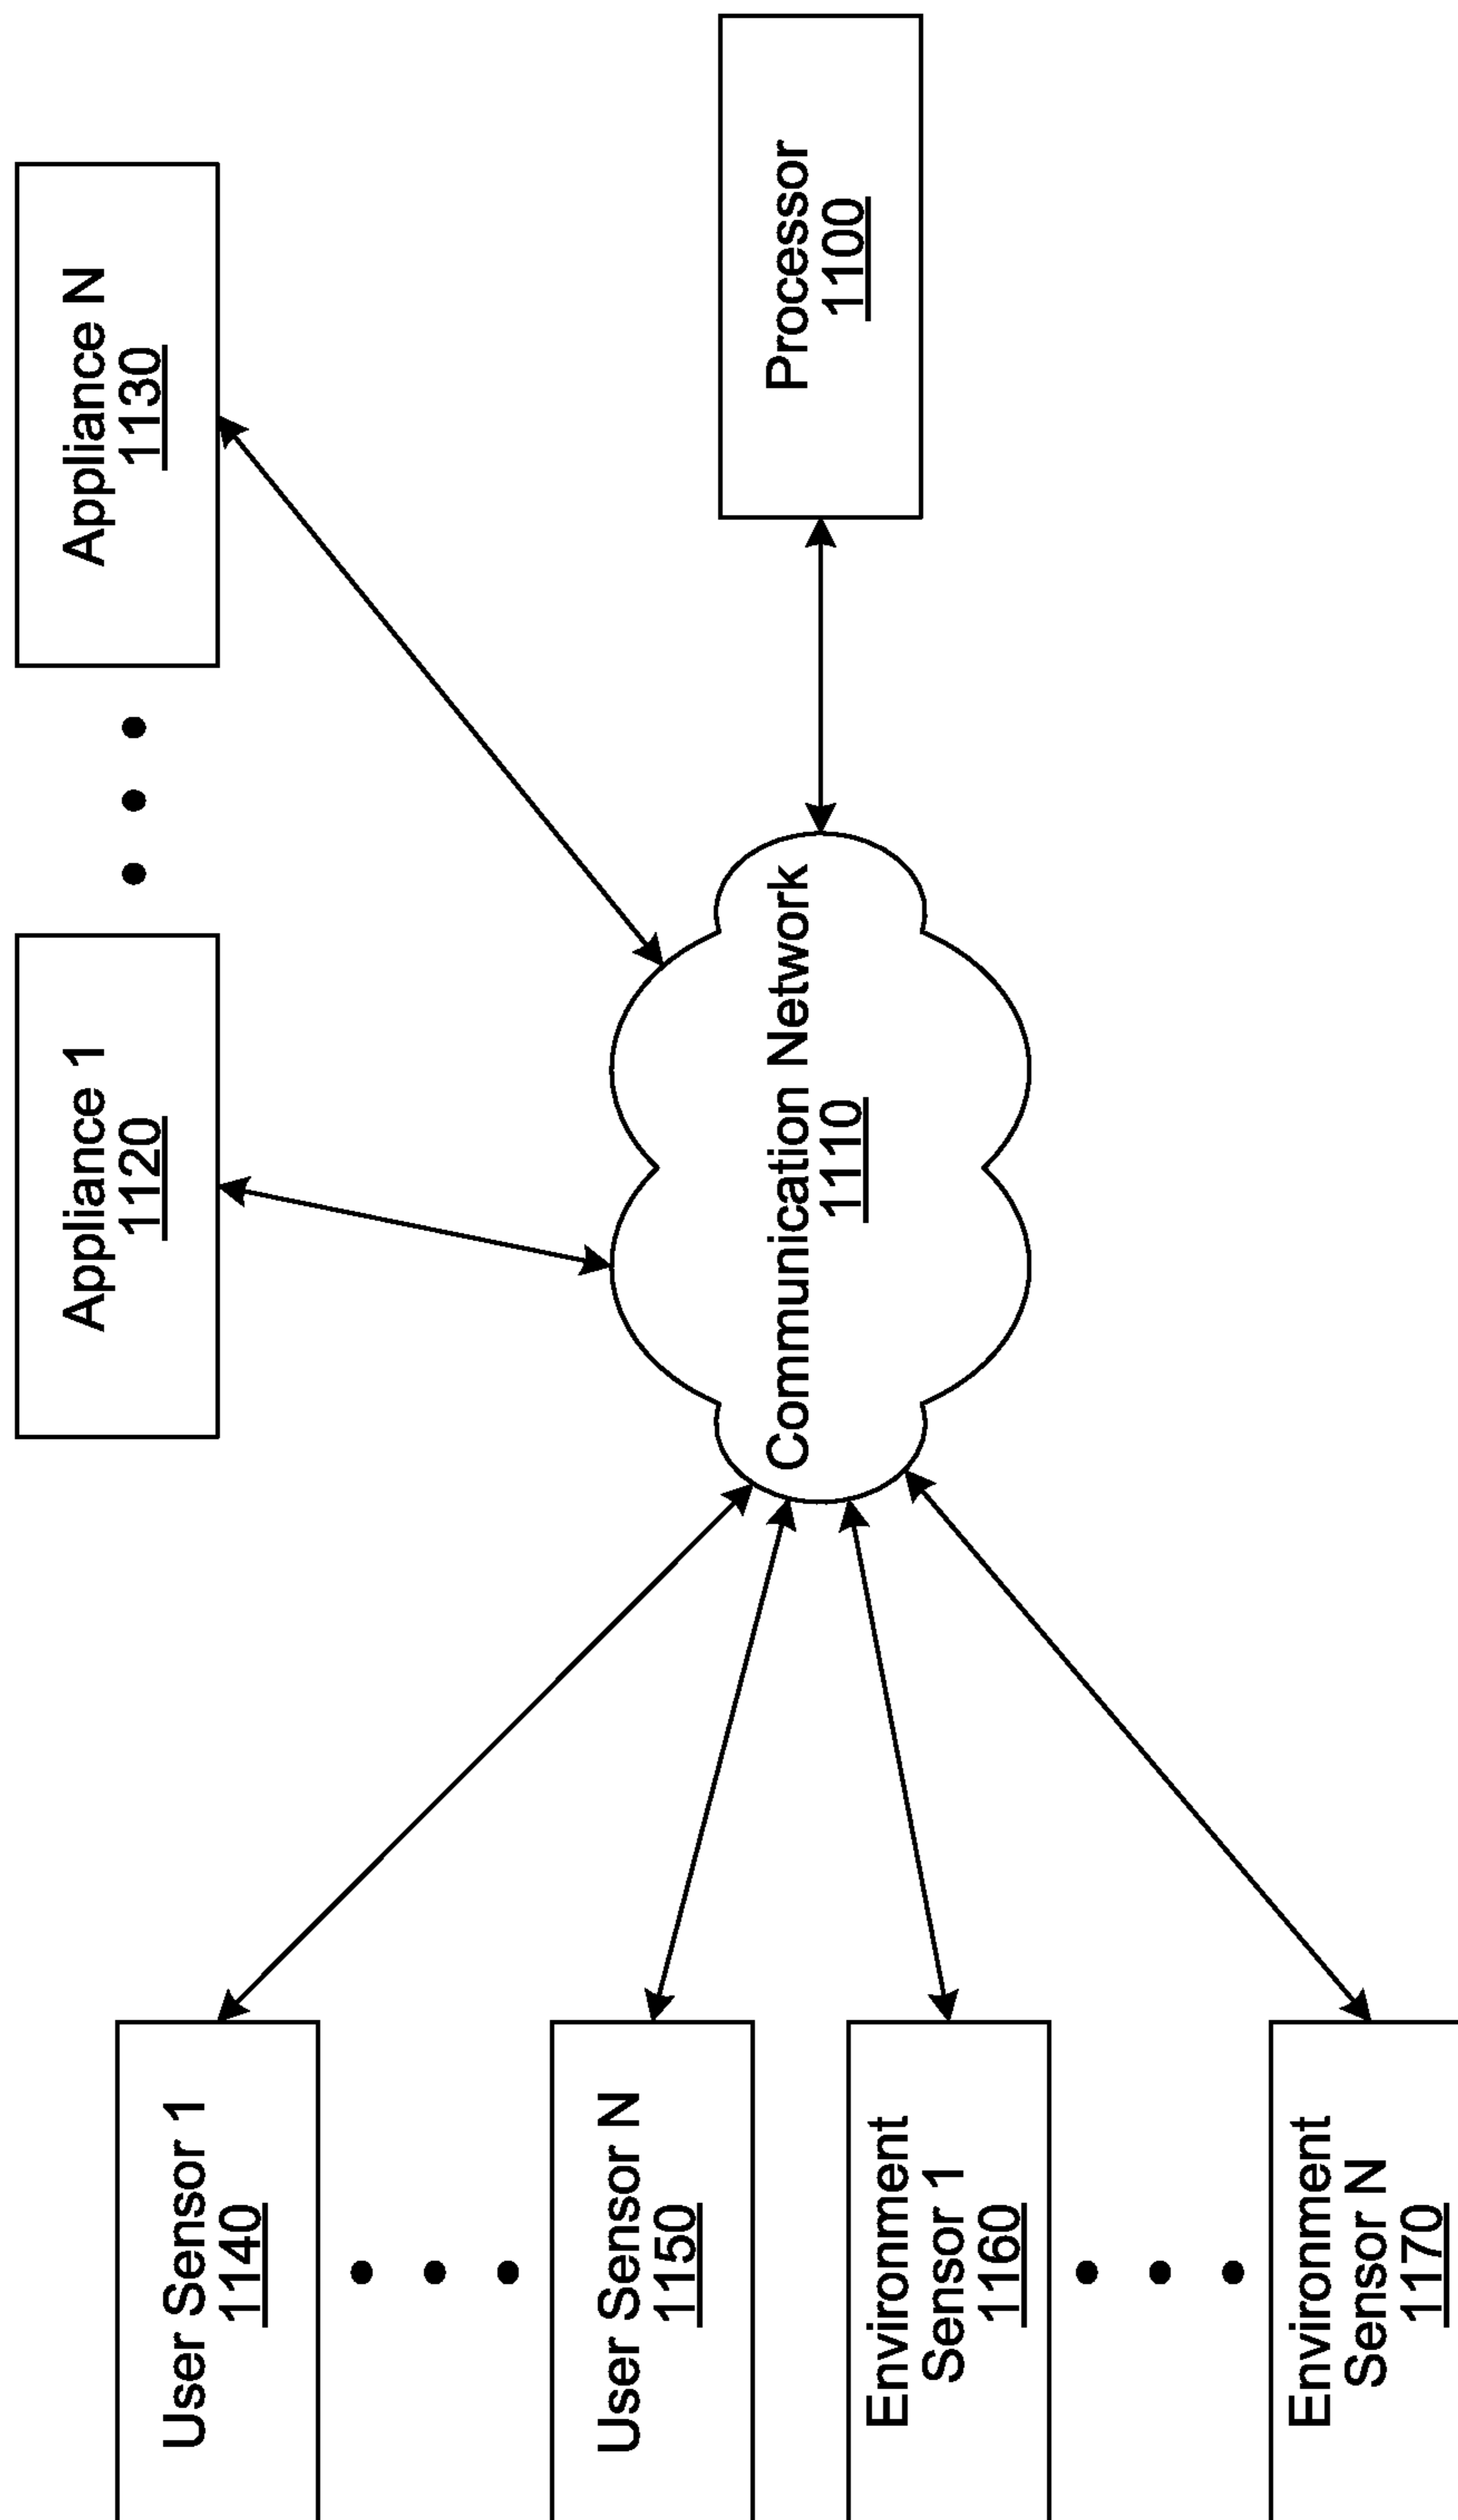 Appliance 1
1120
Appliance N
1130
User Sensor 1
1140
User Sensor N
1150
Communication Network
1110
Processor
1100
Environment
Sensor 1
1160
Environment
Sensor N
1170